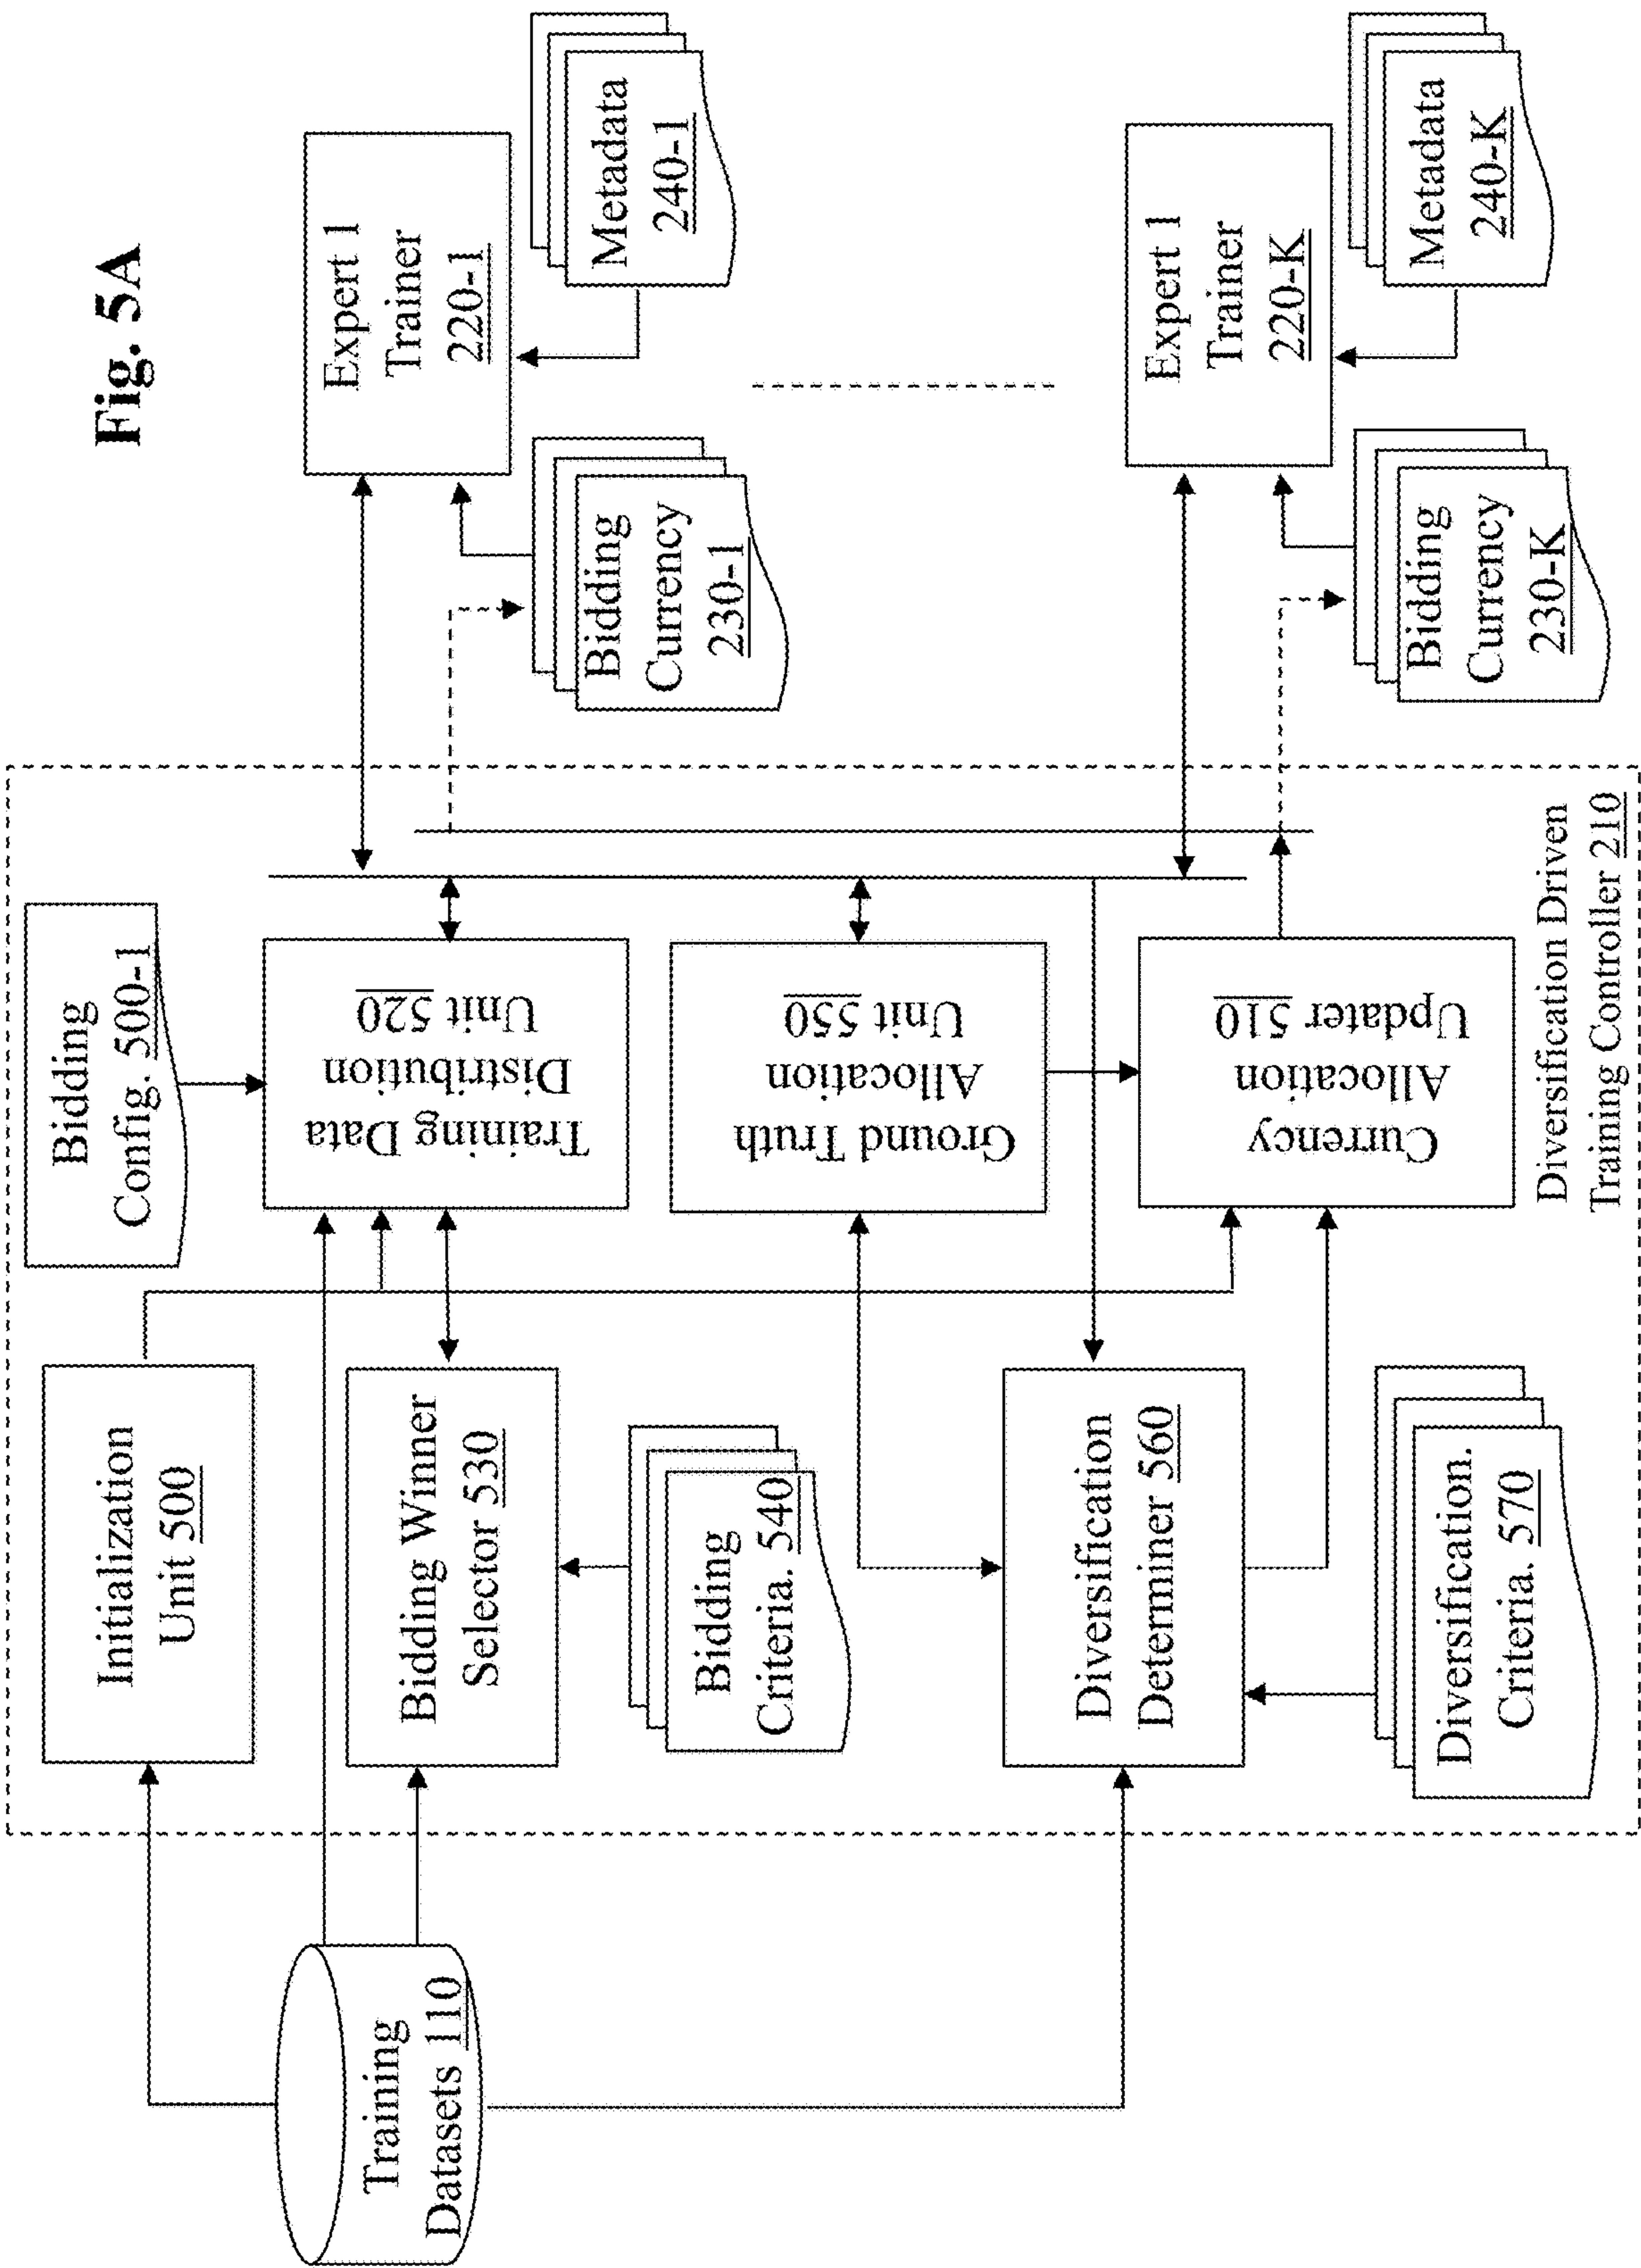 Fig. 5A
Training
Datasets 110
Initialization
Unit 500
Bidding
Config. 500-1
Bidding Winner
Selector 530
Training Data
Distribution
Unit 520
Bidding
Criteria. 540
Ground Truth
Allocation
Unit 550
Diversification
Determiner 560
Currency
Allocation
Updater 510
Diversification.
Criteria. 570
Diversification Driven
Training Controller 210
Expert 1
Trainer
220-1
Bidding
Currency
230-1
Metadata
240-1
Expert 1
Trainer
220-K
Bidding
Currency
230-K
Metadata
240-K